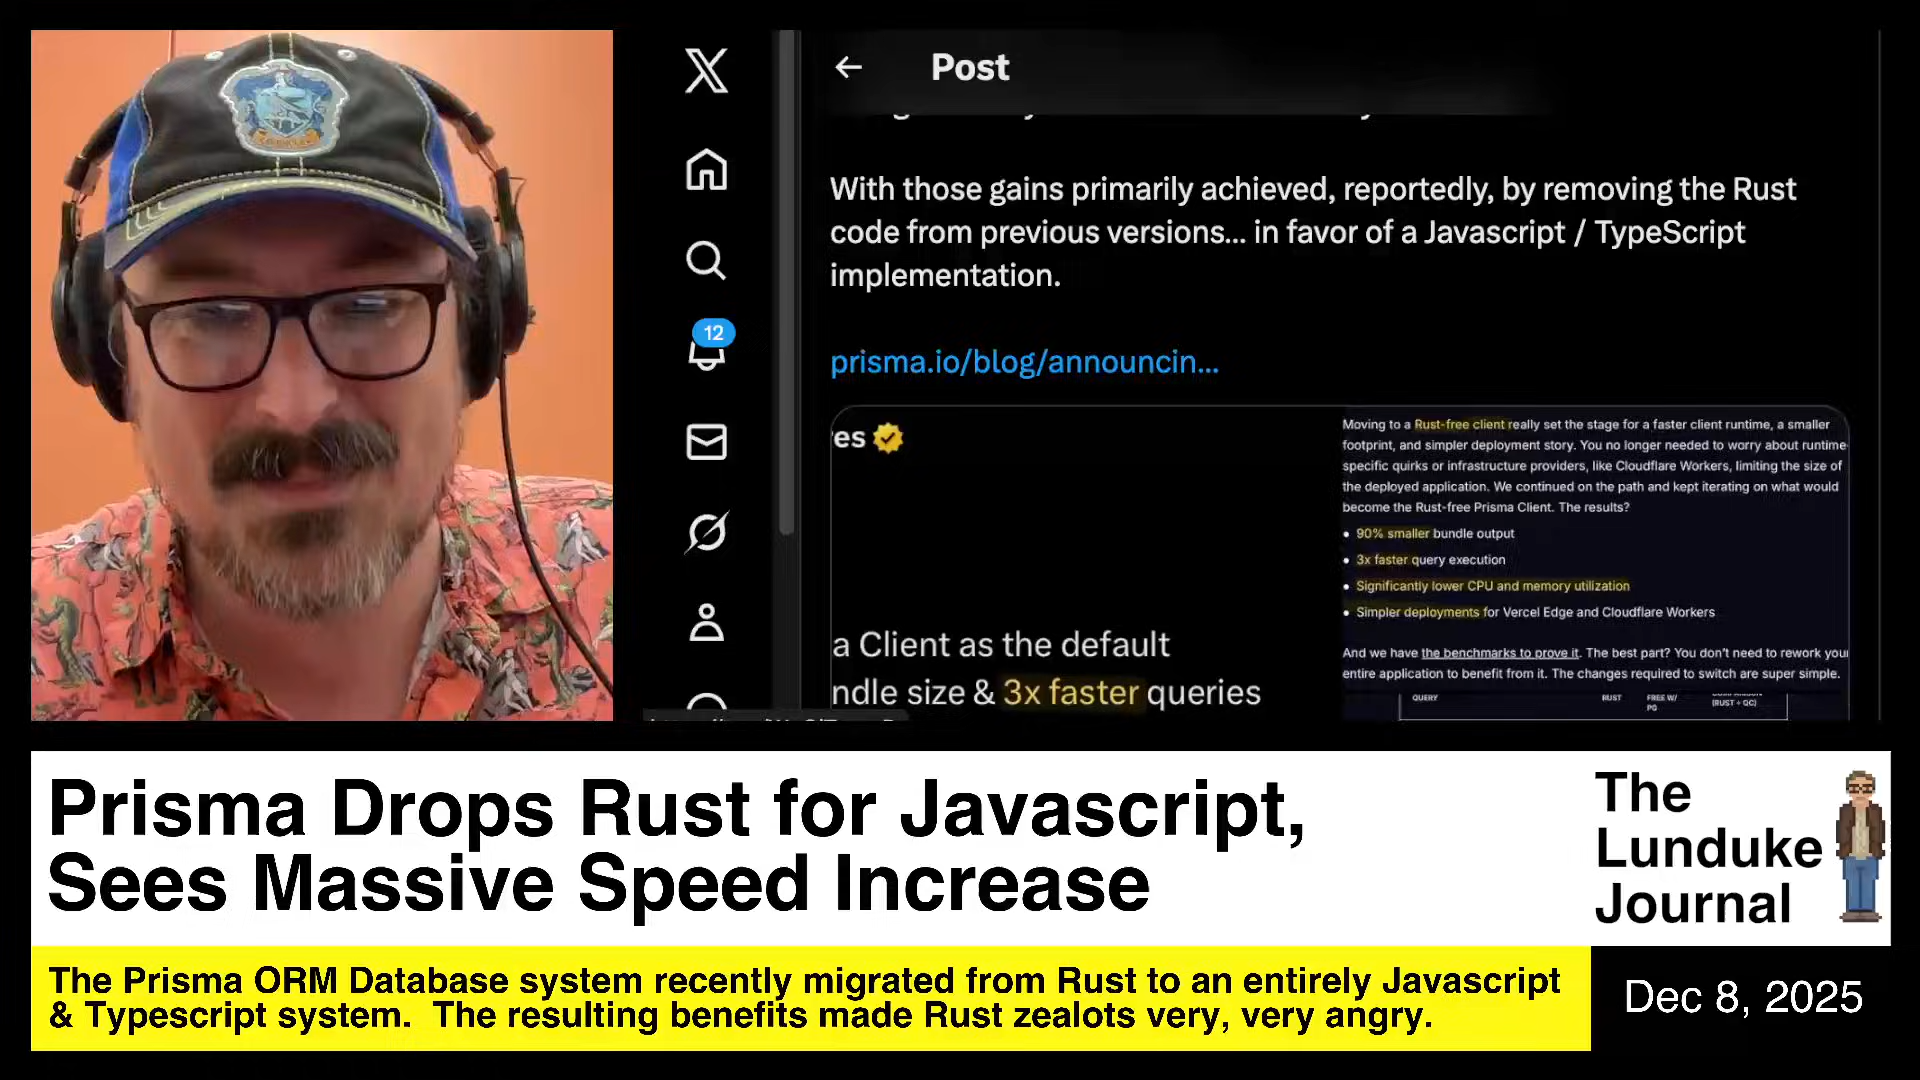 Post
With those gains primarily achieved, reportedly, by removing the Rust
code from previous versions... in favor of a Javascript / TypeScript
implementation.
12
prisma.io/blog/announcin...
es
a Client as the default
ndle size & 3x faster queries
Moving to a Rust-free client really set the stage for a faster client runtime, a smaller
footprint, and simpler deployment story. You no longer needed to worry about runtime
specific quirks or infrastructure providers, like Cloudflare Workers, limiting the size of
the deployed application. We continued on the path and kept iterating on what would
become the Rust-free Prisma Client. The results?
• 90% smaller bundle output
• 3x faster query execution
• Significantly lower CPU and memory utilization
• Simpler deployments for Vercel Edge and Cloudflare Workers
And we have the benchmarks to prove it. The best part? You don't need to rework your
entire application to benefit from it. The changes required to switch are super simple.
QUERY RUST FREE W/
PG (RUST + QC)
Prisma Drops Rust for Javascript,
Sees Massive Speed Increase
The
Lunduke
Journal
The Prisma ORM Database system recently migrated from Rust to an entirely Javascript
& Typescript system. The resulting benefits made Rust zealots very, very angry.
Dec 8, 2025